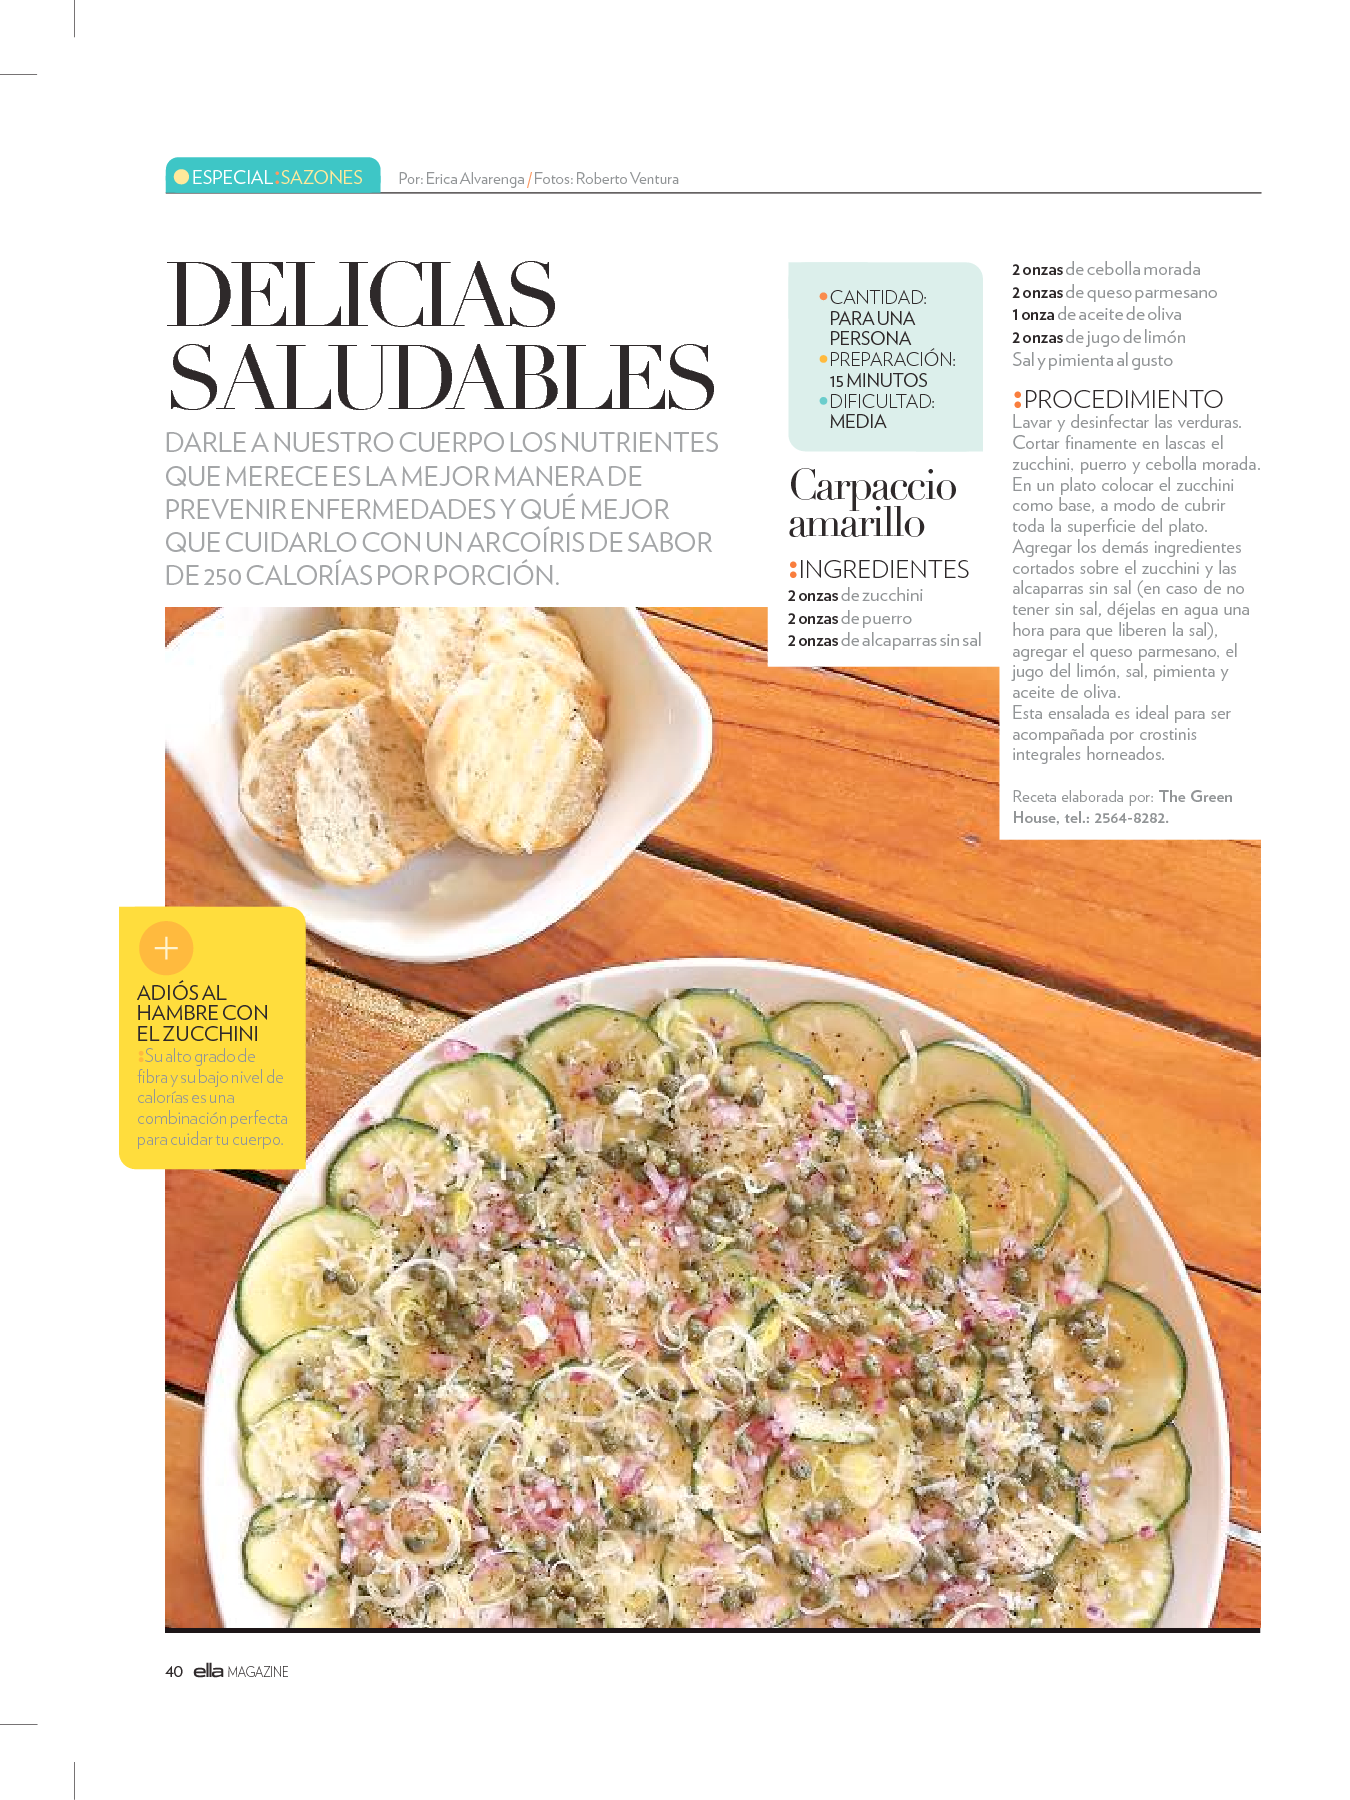 ESPECIAL:SAZONES
Por: Erica Alvarenga / Fotos: Roberto Ventura
DELICIAS
SALUDABLES
DARLE A NUESTRO CUERPO LOS NUTRIENTES
QUE MERECE ES LA MEJOR MANERA DE
PREVENIR ENFERMEDADES Y QUÉ MEJOR
QUE CUIDARLO CON UN ARCOÍRIS DE SABOR
DE 250 CALORÍAS POR PORCIÓN.
CANTIDAD:
PARA UNA
PERSONA
PREPARACIÓN:
15 MINUTOS
DIFICULTAD:
MEDIA
Carpaccio
amarillo
:INGREDIENTES
2 onzas de zucchini
2 onzas de puerro
2 onzas de alcaparras sin sal
2 onzas de cebolla morada
2 onzas de queso parmesano
1 onza de aceite de oliva
2 onzas de jugo de limón
Sal y pimienta al gusto
:PROCEDIMIENTO
Lavar y desinfectar las verduras.
Cortar finamente en lascas el
zucchini, puerro y cebolla morada.
En un plato colocar el zucchini
como base, a modo de cubrir
toda la superficie del plato.
Agregar los demás ingredientes
cortados sobre el zucchini y las
alcaparras sin sal (en caso de no
tener sin sal, déjelas en agua una
hora para que liberen la sal),
agregar el queso parmesano, el
jugo del limón, sal, pimienta y
aceite de oliva.
Esta ensalada es ideal para ser
acompañada por crostinis
integrales horneados.
Receta elaborada por: The Green
House, tel.: 2564-8282.
+
ADIÓS AL
HAMBRE CON
EL ZUCCHINI
:Su alto grado de
fibra y su bajo nivel de
calorías es una
combinación perfecta
para cuidar tu cuerpo.
40 ella MAGAZINE